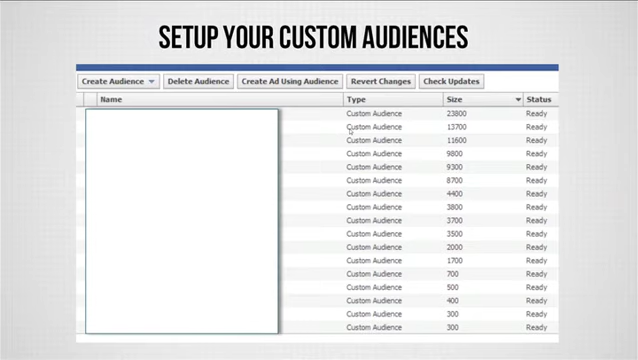 SETUP YOUR CUSTOM AUDIENCES
Create Audience Delete Audience Create Ad Using Audience Revert Changes Check Updates
Name Type Size Status
Custom Audience 23800 Ready
Custom Audience 13700 Ready
Custom Audience 11600 Ready
Custom Audience 9800 Ready
Custom Audience 9300 Ready
Custom Audience 8700 Ready
Custom Audience 4400 Ready
Custom Audience 3800 Ready
Custom Audience 3700 Ready
Custom Audience 3500 Ready
Custom Audience 2000 Ready
Custom Audience 1700 Ready
Custom Audience 700 Ready
Custom Audience 500 Ready
Custom Audience 400 Ready
Custom Audience 300 Ready
Custom Audience 300 Ready